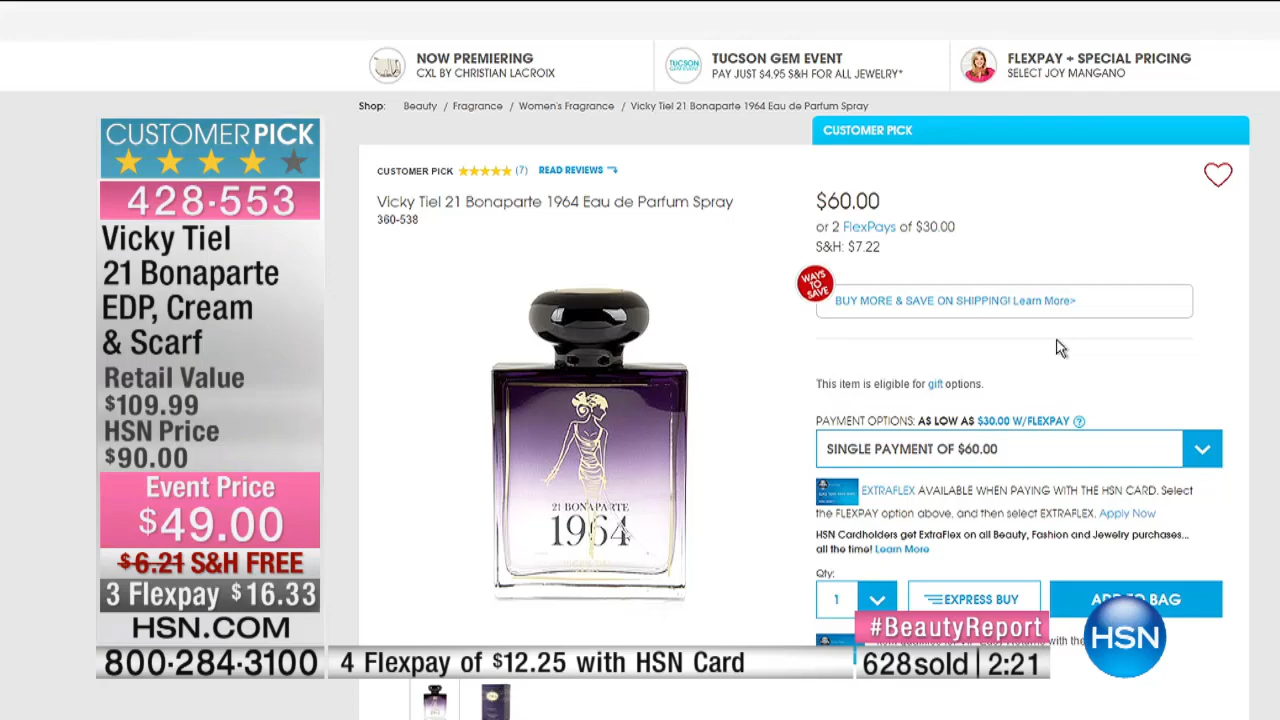 NOW PREMIERING
CXL BY CHRISTIAN LACROIX
TUCSON
GEM EVENT
TUCSON GEM EVENT
PAY JUST $4.95 S&H FOR ALL JEWELRY*
FLEXPAY + SPECIAL PRICING
SELECT JOY MANGANO
Shop: Beauty / Fragrance / Women's Fragrance / Vicky Tiel 21 Bonaparte 1964 Eau de Parfum Spray
CUSTOMER PICK
428-553
Vicky Tiel
21 Bonaparte
EDP, Cream
& Scarf
Retail Value
$109.99
HSN Price
$90.00
Event Price
$49.00
$6.21 S&H FREE
3 Flexpay $16.33
HSN.COM
800-284-3100
4 Flexpay of $12.25 with HSN Card
CUSTOMER PICK (7) READ REVIEWS
Vicky Tiel 21 Bonaparte 1964 Eau de Parfum Spray
360-538
21 BONAPARTE
1964
CUSTOMER PICK
$60.00
or 2 FlexPays of $30.00
S&H: $7.22
WAYS
TO
SAVE
BUY MORE & SAVE ON SHIPPING! Learn More>
This item is eligible for gift options.
PAYMENT OPTIONS: AS LOW AS $30.00 W/FLEXPAY ?
SINGLE PAYMENT OF $60.00
EXTRAFLEX AVAILABLE WHEN PAYING WITH THE HSN CARD. Select
the FLEXPAY option above, and then select EXTRAFLEX. Apply Now
HSN Cardholders get ExtraFlex on all Beauty, Fashion and Jewelry purchases...
all the time! Learn More
Qty:
1
EXPRESS BUY
ADD TO BAG
#BeautyReport
with the
HSN
628sold | 2:21